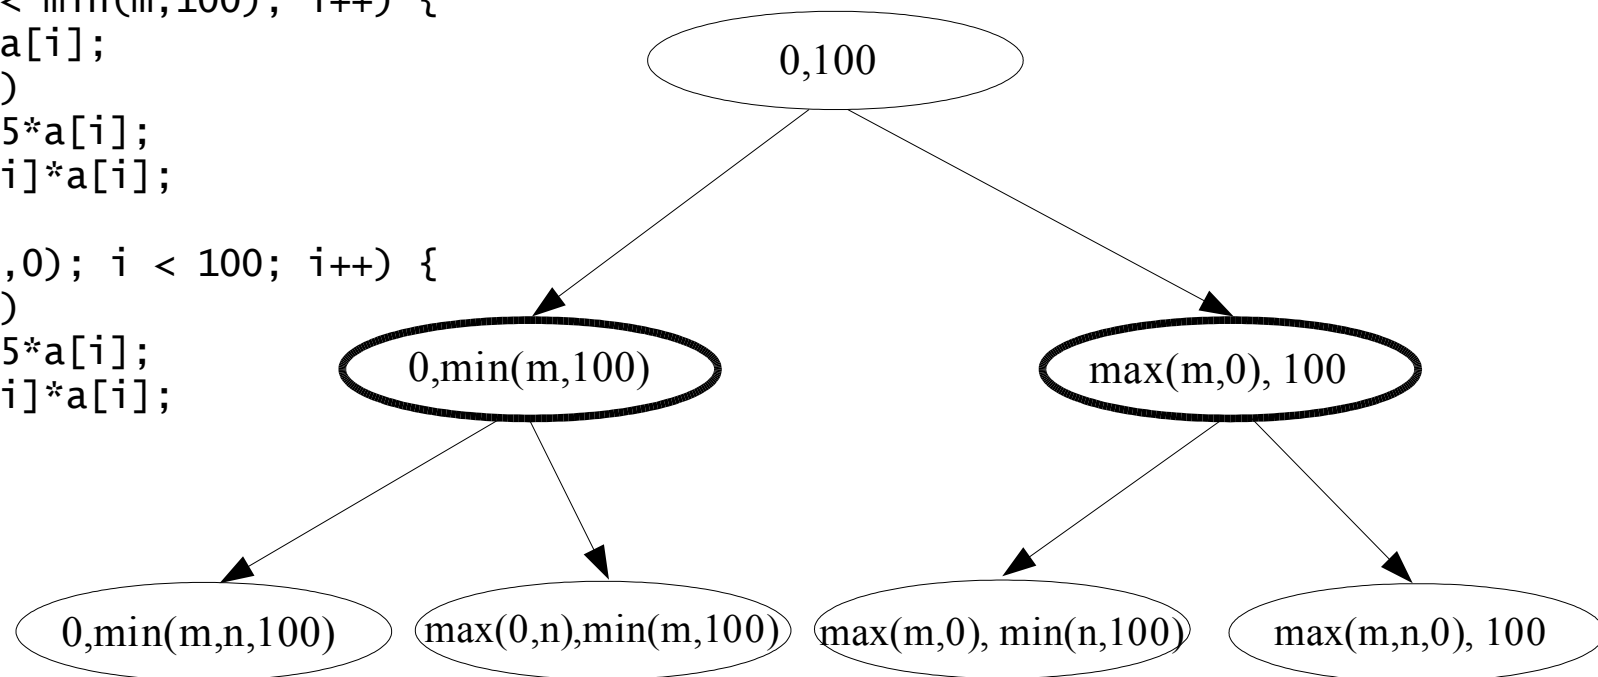 < min(m,100); i++) {
a[i];
)
5*a[i];
i]*a[i];
,0); i < 100; i++) {
)
5*a[i];
i]*a[i];
0,100
0,min(m,100)
max(m,0), 100
0,min(m,n,100)
max(0,n),min(m,100)
max(m,0), min(n,100)
max(m,n,0), 100